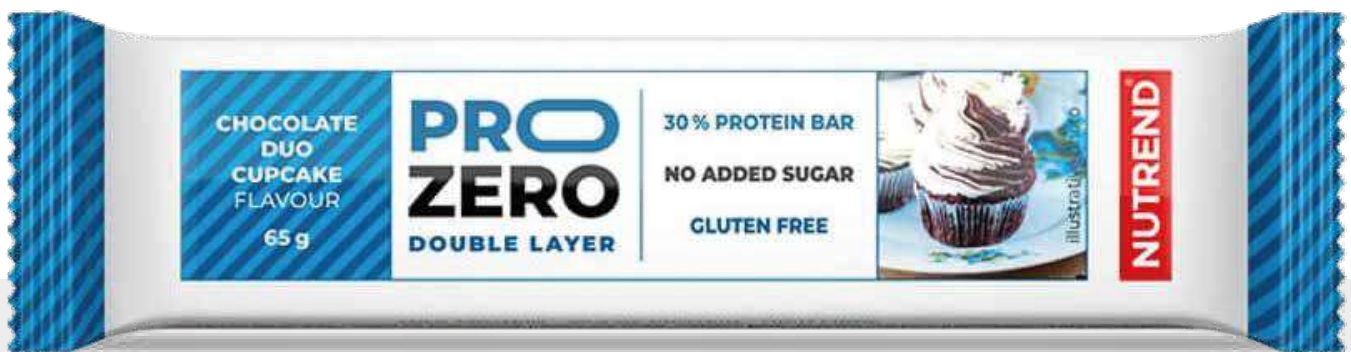 CHOCOLATE
DUO
CUPCAKE
FLAVOUR
65 g
PRO
ZERO
DOUBLE LAYER
30 % PROTEIN BAR
NO ADDED SUGAR
GLUTEN FREE
NUTREND®